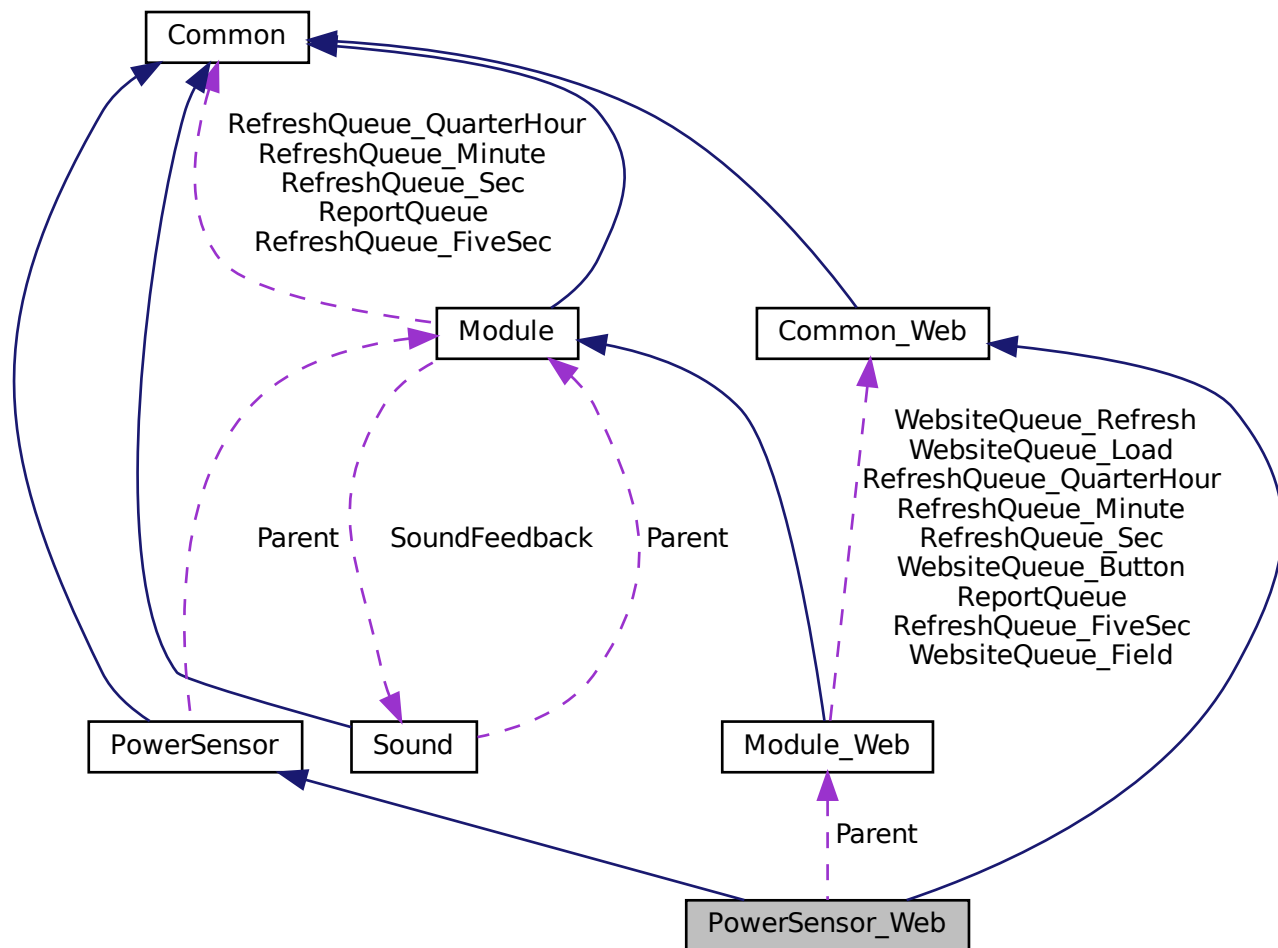 Common
RefreshQueue_QuarterHour
RefreshQueue_Minute
RefreshQueue_Sec
ReportQueue
RefreshQueue_FiveSec
Module
Common_Web
WebsiteQueue_Refresh
WebsiteQueue_Load
RefreshQueue_QuarterHour
RefreshQueue_Minute
RefreshQueue_Sec
WebsiteQueue_Button
ReportQueue
RefreshQueue_FiveSec
WebsiteQueue_Field
Parent
SoundFeedback
Parent
PowerSensor
Sound
Module_Web
Parent
PowerSensor_Web